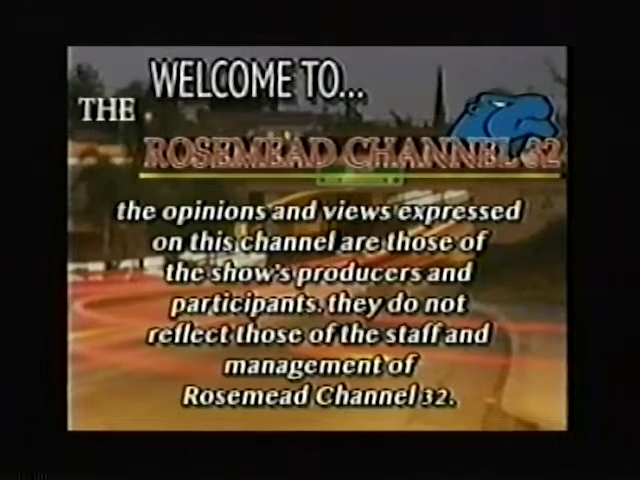 WELCOME TO...
THE
ROSEMEAD CHANNEL 32
the opinions and views expressed
on this channel are those of
the show's producers and
participants. they do not
reflect those of the staff and
management of
Rosemead Channel 32.